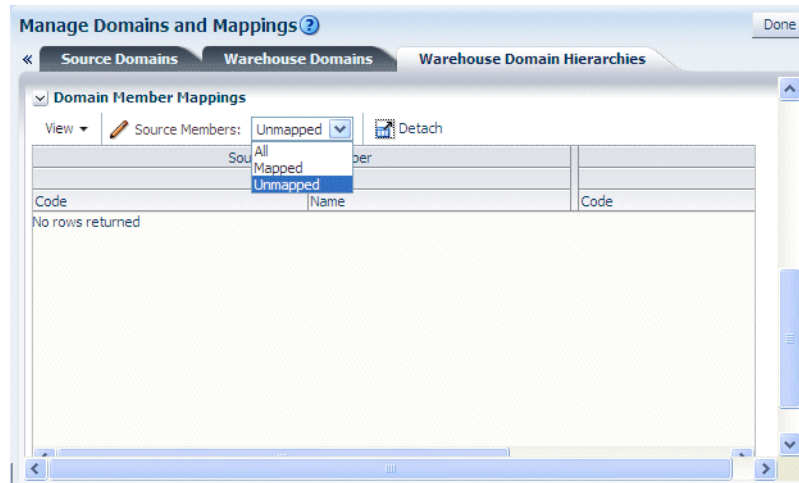 Manage Domains and Mappings ? Done
« Source Domains Warehouse Domains Warehouse Domain Hierarchies
Domain Member Mappings
View Source Members: Unmapped Detach
All
Mapped
Unmapped
Code Name Code
No rows returned